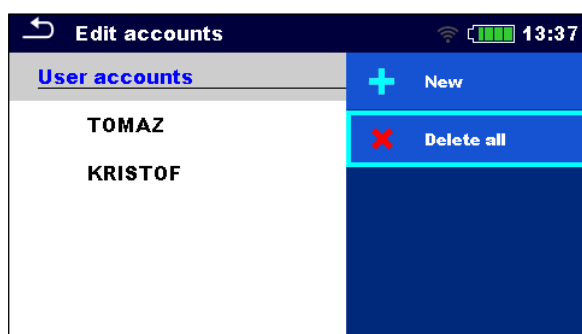 Edit accounts 13:37
User accounts
New
TOMAZ
Delete all
KRISTOF